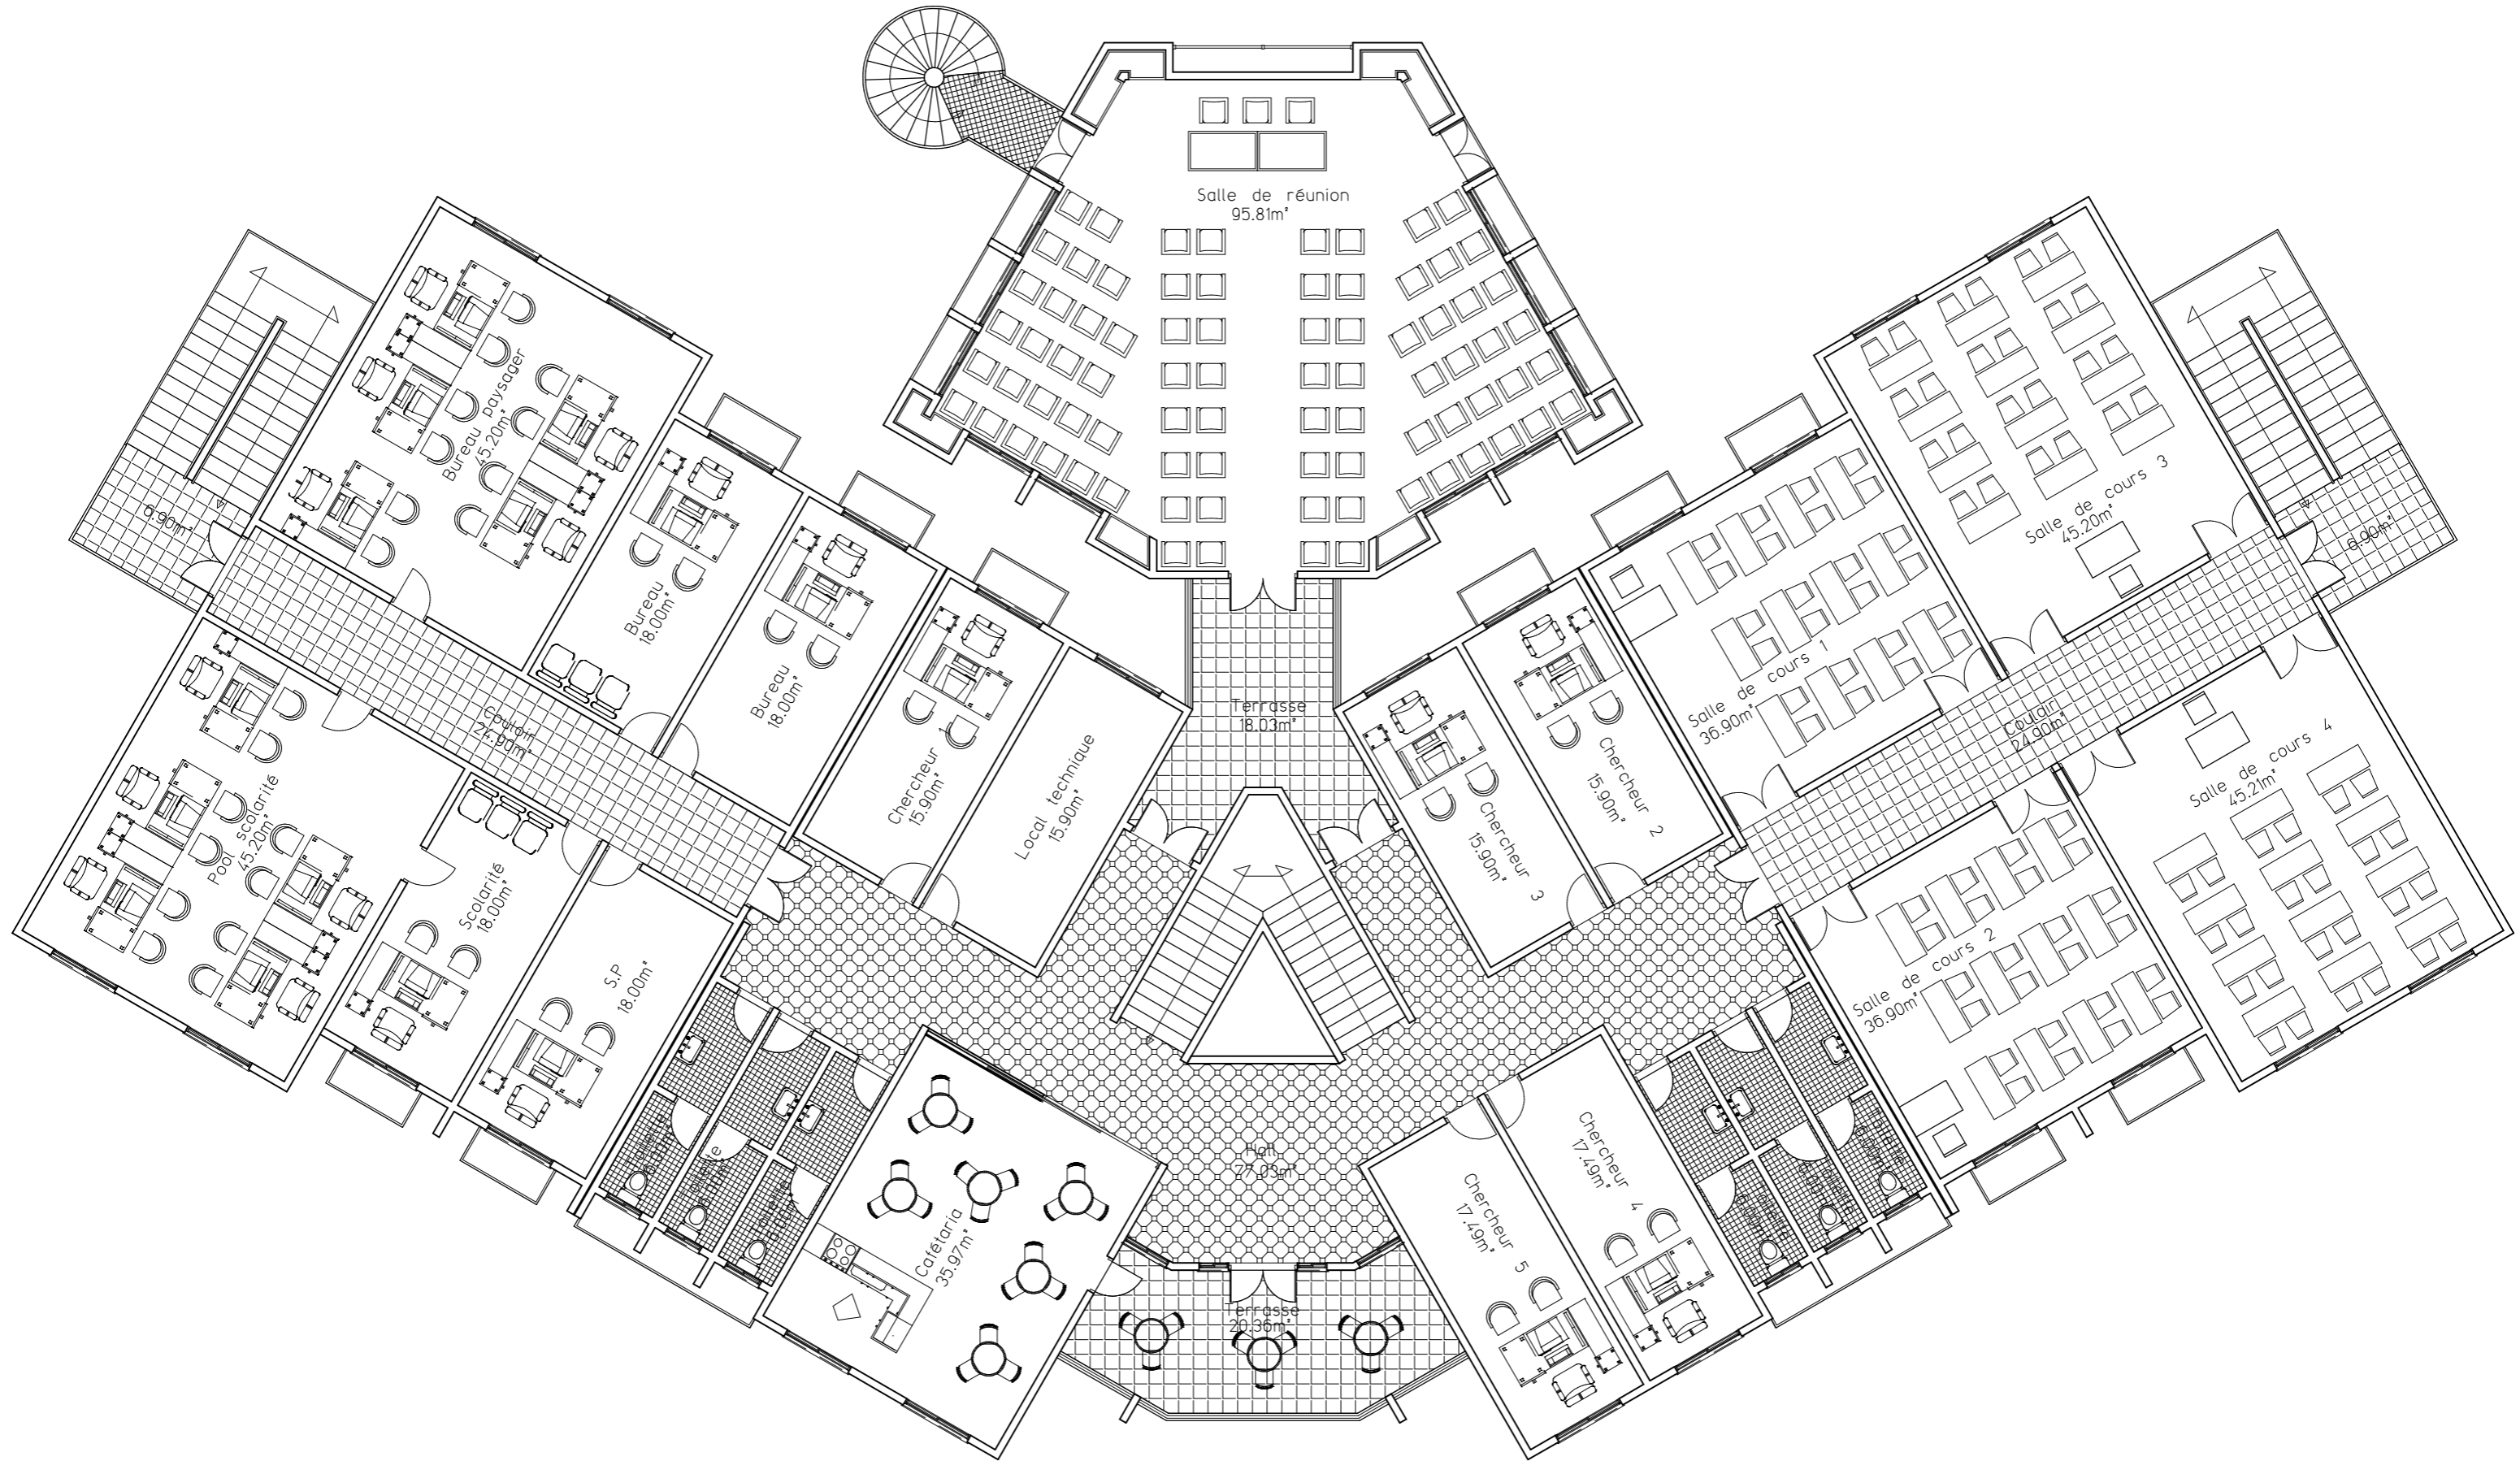 Salle de réunion
95.81m²
Bureau paysager
45.20m²
6.90m²
Bureau
18.00m²
Bureau
18.00m²
Couloir
24.90m²
Chercheur 1
15.90m²
Local technique
15.90m²
Terrasse
18.03m²
Chercheur 3
15.90m²
Chercheur 2
15.90m²
Salle de cours 1
36.90m²
Salle de cours 3
45.20m²
6.90m²
Couloir
24.90m²
Salle de cours 4
45.21m²
Salle de cours 2
36.90m²
Pool scolarité
45.20m²
Scolarité
18.00m²
S.P
18.00m²
Cafétaria
35.97m²
Hall
77.03m²
Terrasse
20.36m²
Chercheur 5
17.49m²
Chercheur 4
17.49m²